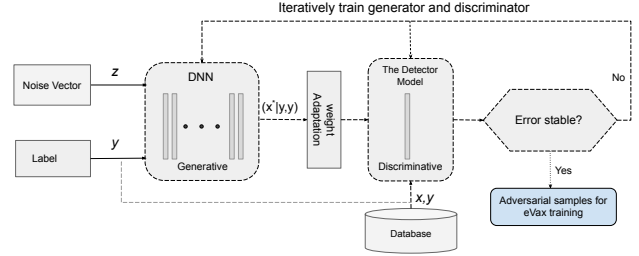 Iteratively train generator and discriminator
Noise Vector
z
DNN
Generative
Label
y
(x*|y,y)
weight
Adaptation
The Detector
Model
Discriminative
x,y
Database
Error stable?
No
Yes
Adversarial samples for
eVax training